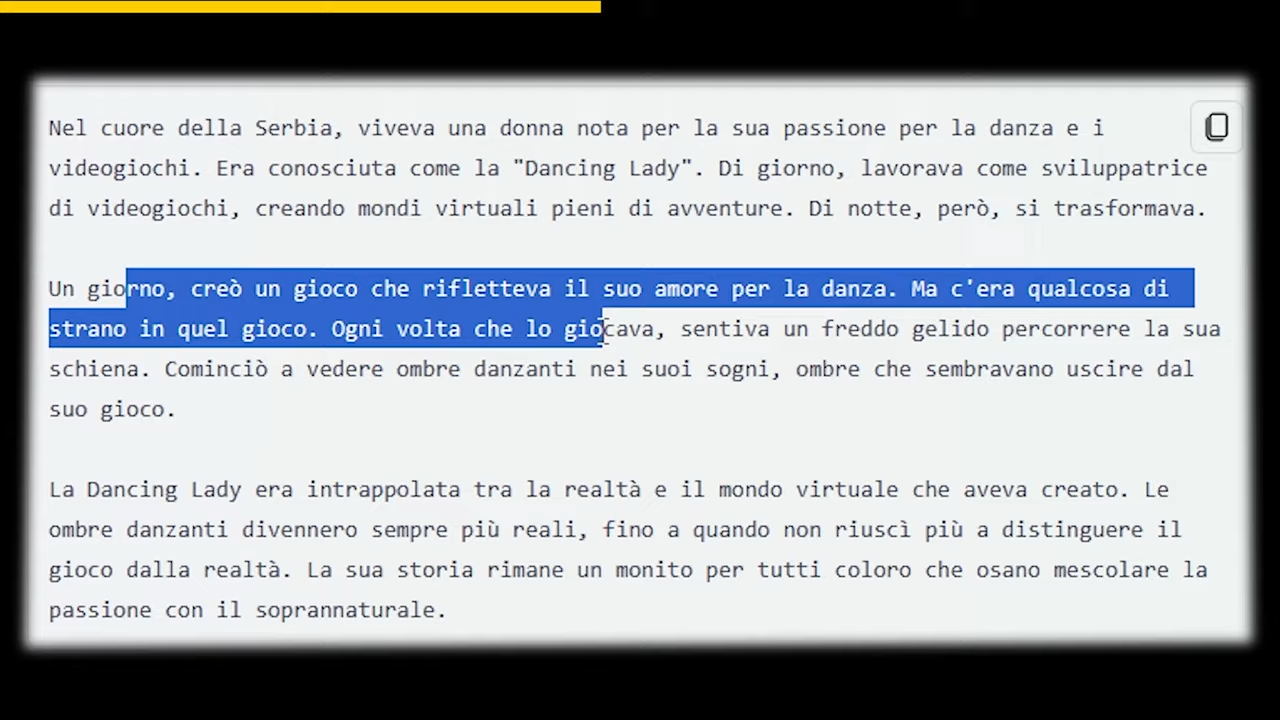 Nel cuore della Serbia, viveva una donna nota per la sua passione per la danza e i
videogiochi. Era conosciuta come la "Dancing Lady". Di giorno, lavorava come sviluppatrice
di videogiochi, creando mondi virtuali pieni di avventure. Di notte, però, si trasformava.
Un giorno, creò un gioco che rifletteva il suo amore per la danza. Ma c'era qualcosa di
strano in quel gioco. Ogni volta che lo giocava, sentiva un freddo gelido percorrere la sua
schiena. Cominciò a vedere ombre danzanti nei suoi sogni, ombre che sembravano uscire dal
suo gioco.
La Dancing Lady era intrappolata tra la realtà e il mondo virtuale che aveva creato. Le
ombre danzanti divennero sempre più reali, fino a quando non riuscì più a distinguere il
gioco dalla realtà. La sua storia rimane un monito per tutti coloro che osano mescolare la
passione con il soprannaturale.